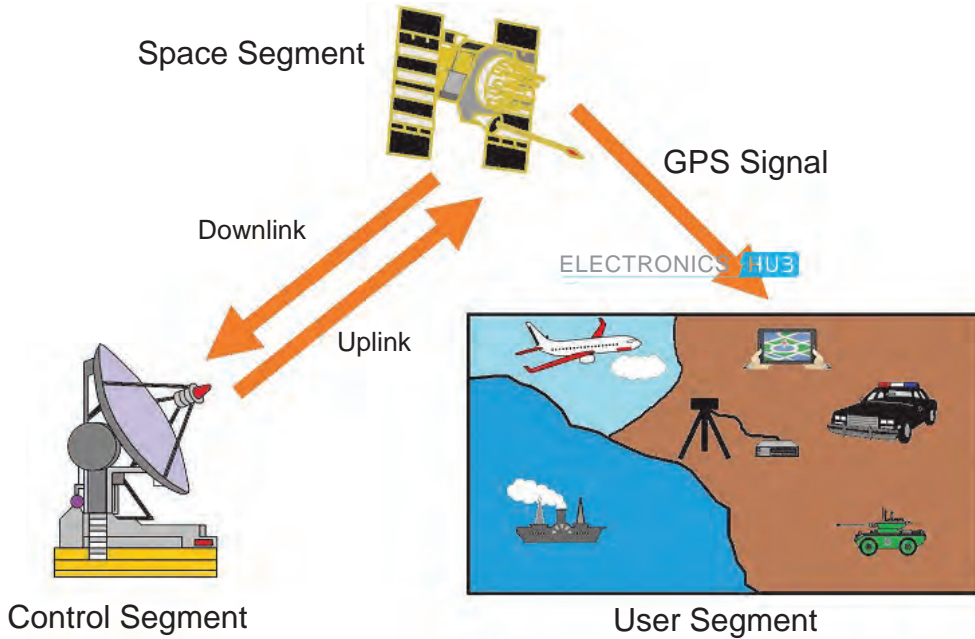 Space Segment
GPS Signal
Downlink
ELECTRONICS HUB
Uplink
Control Segment
User Segment